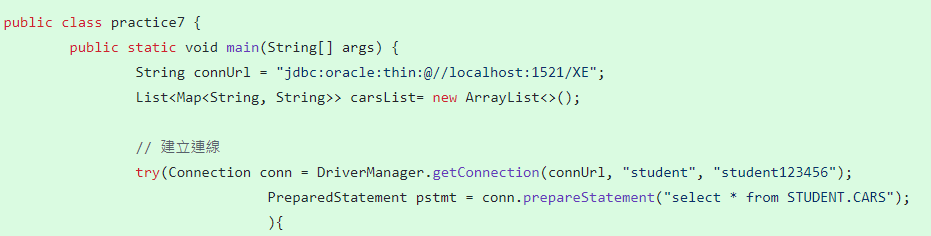 public class practice7 {
public static void main(String[] args) {
String connUrl = "jdbc:oracle:thin:@//localhost:1521/XE";
List<Map<String, String>> carsList= new ArrayList<>();
// 建立連線
try(Connection conn = DriverManager.getConnection(connUrl, "student", "student123456");
PreparedStatement pstmt = conn.prepareStatement("select * from STUDENT.CARS");
){